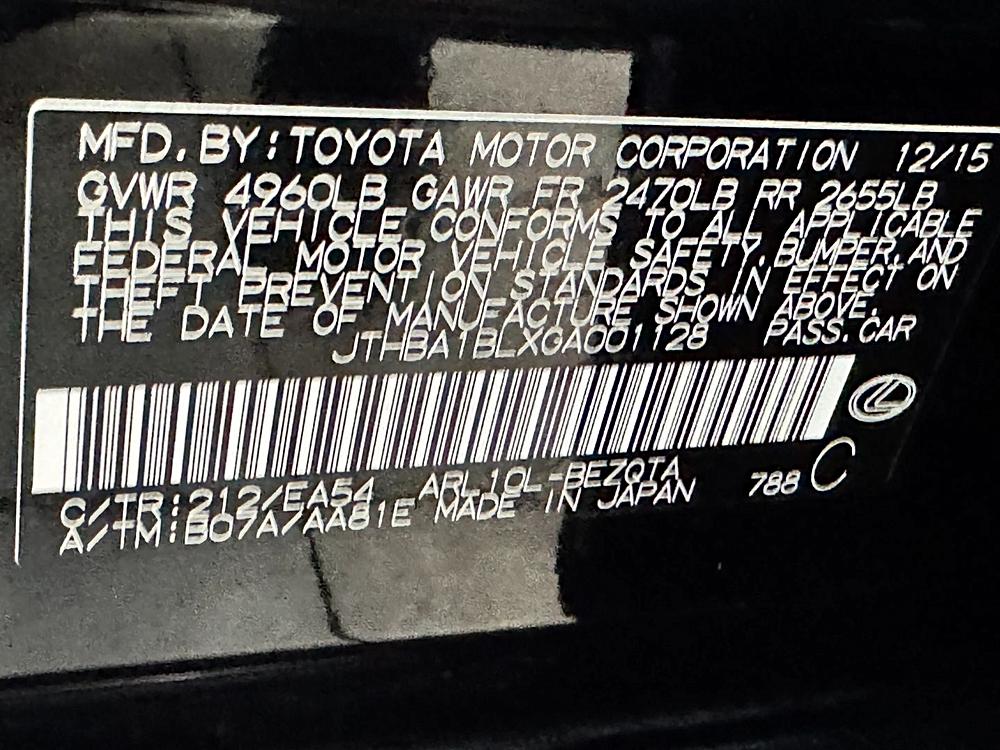 MFD. BY: TOYOTA MOTOR CORPORATION 12/15
GVWR 4960LB GAWR FR 2470LB RR 2655LB
THIS VEHICLE CONFORMS TO ALL APPLICABLE
FEDERAL MOTOR VEHICLE SAFETY, BUMPER, AND
THEFT PREVENTION STANDARDS IN EFFECT ON
THE DATE OF MANUFACTURE SHOWN ABOVE.
JTHBA1BLXGA001128 PASS. CAR
C/TR: 212/EA54 ARL10L-BEZQTA
A/TM: B07A/AA81E MADE IN JAPAN 788 C